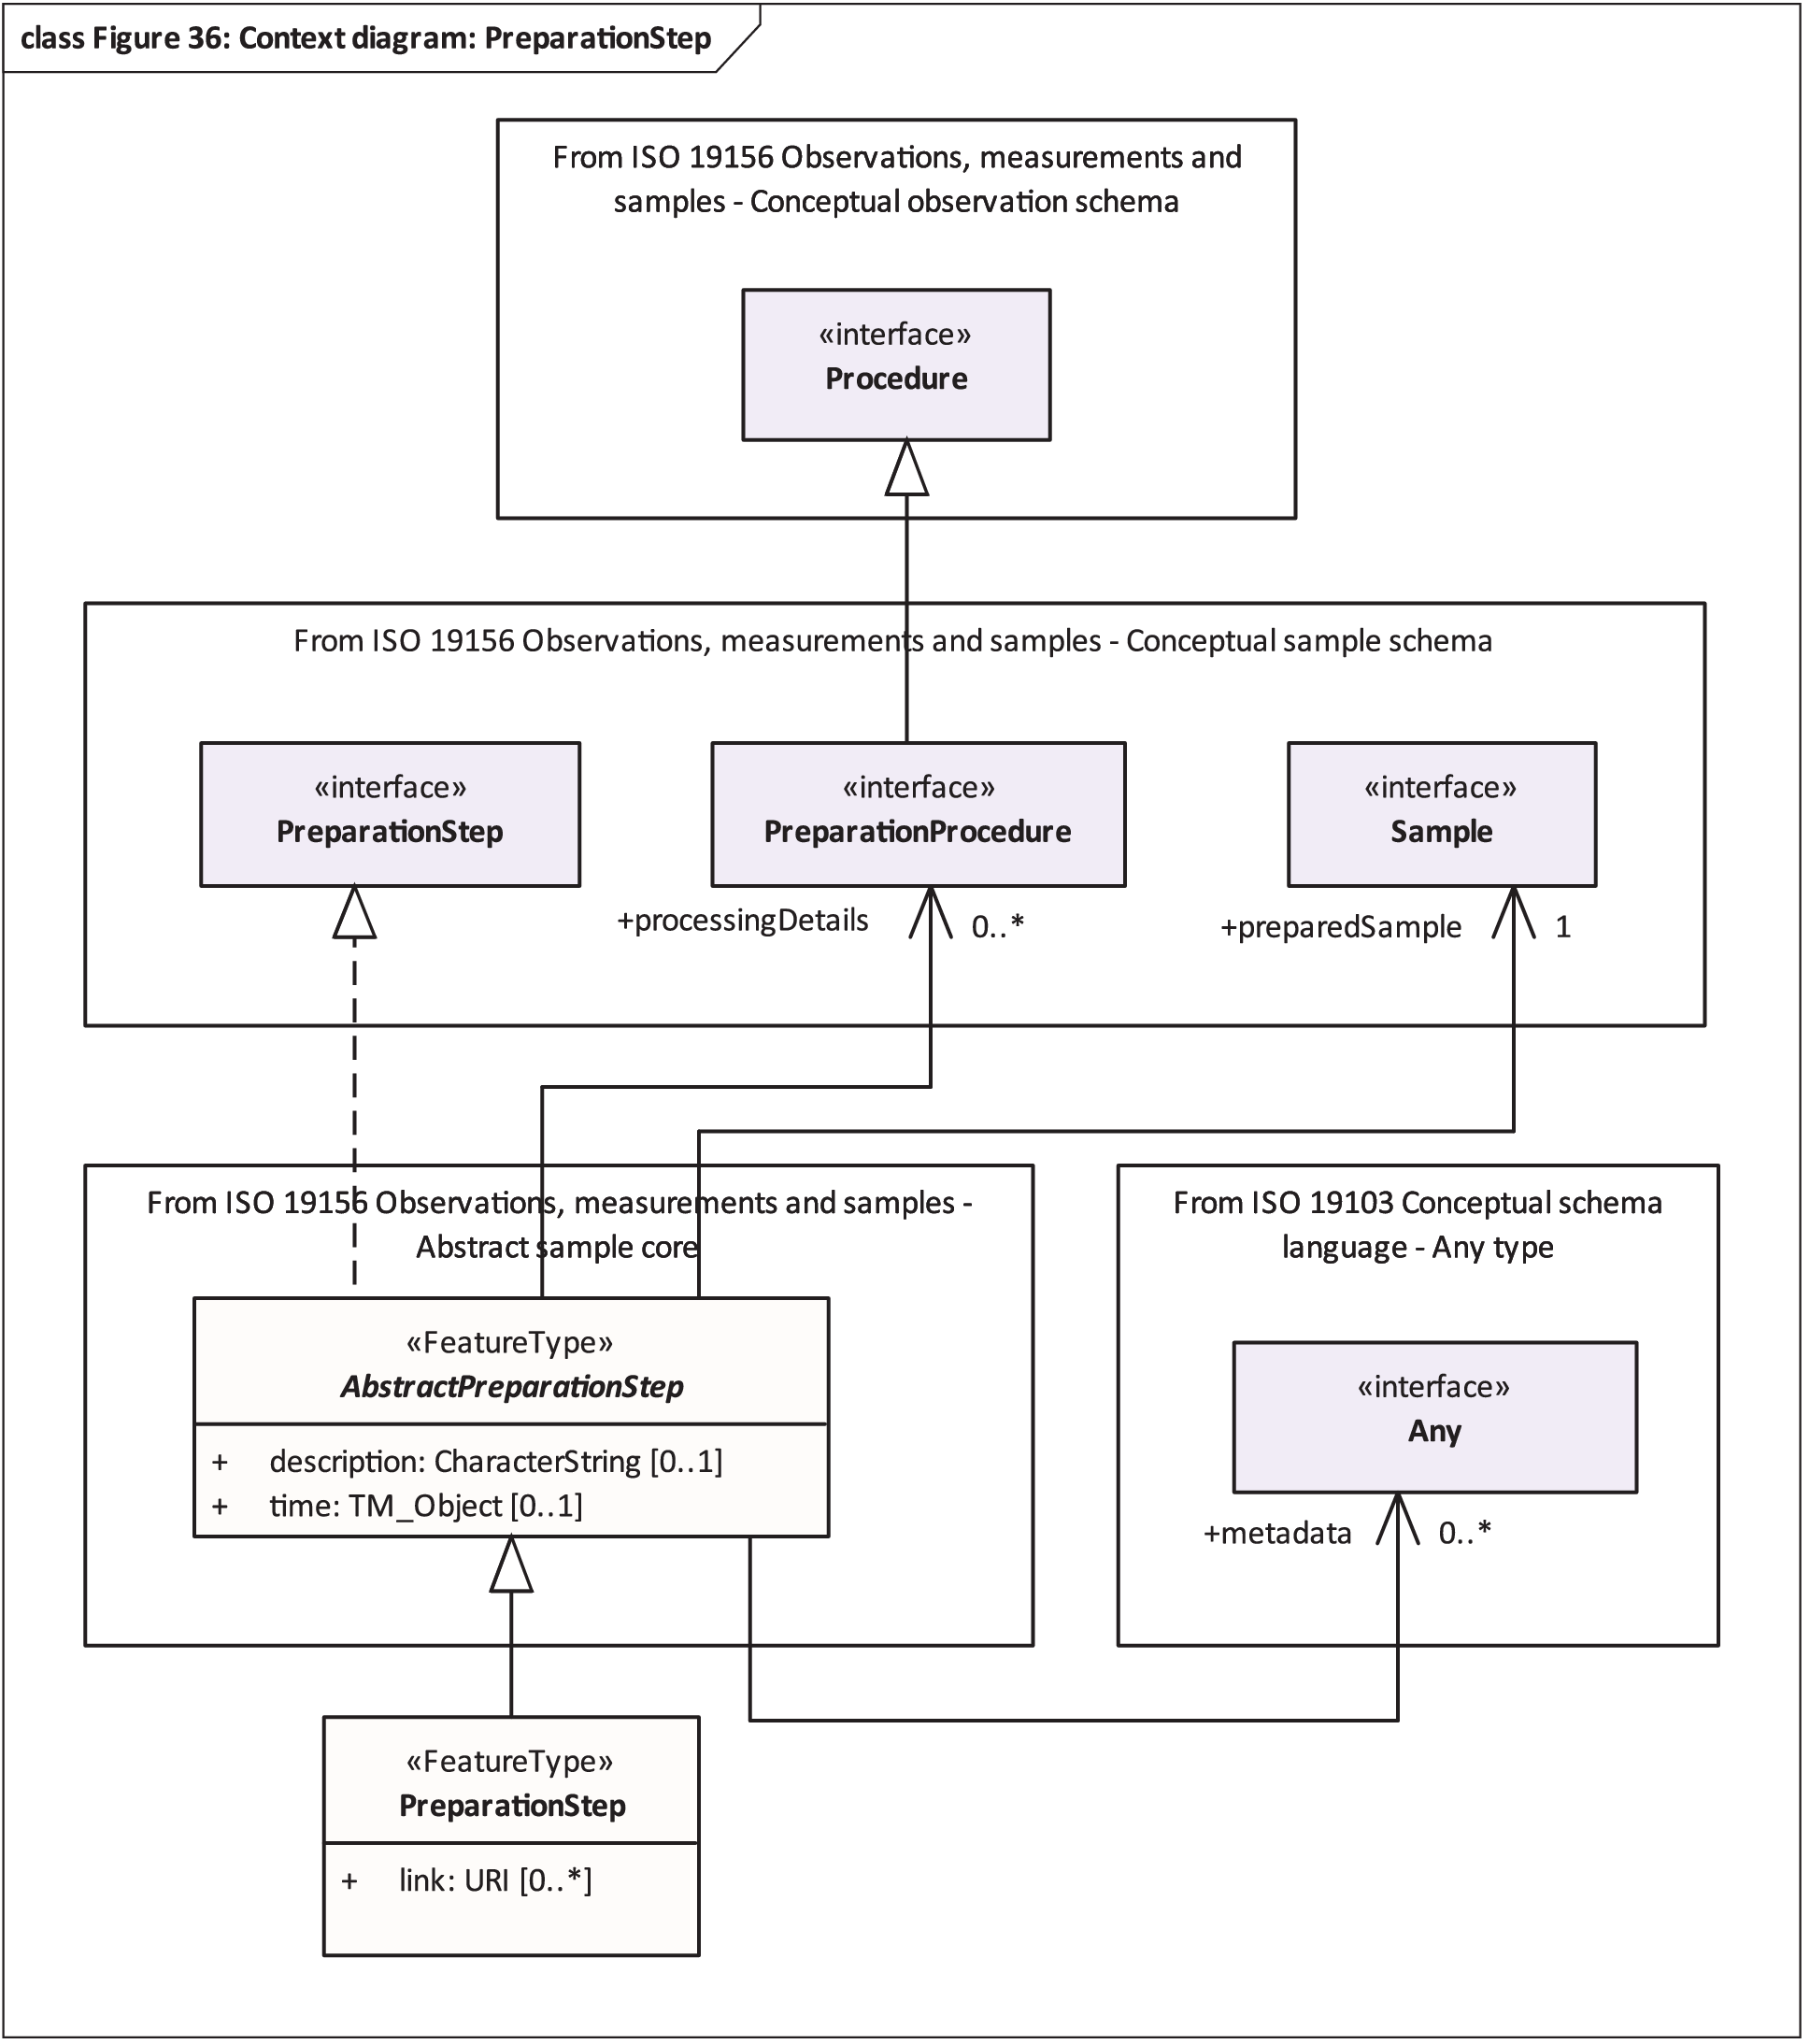 class Figure 36: Context diagram: PreparationStep
From ISO 19156 Observations, measurements and
samples - Conceptual observation schema
«interface»
Procedure
From ISO 19156 Observations, measurements and samples - Conceptual sample schema
«interface»
PreparationStep
«interface»
PreparationProcedure
«interface»
Sample
+processingDetails
0..*
+preparedSample
1
From ISO 19156 Observations, measurements and samples -
Abstract sample core
«FeatureType»
AbstractPreparationStep
+ description: CharacterString [0..1]
+ time: TM_Object [0..1]
From ISO 19103 Conceptual schema
language - Any type
«interface»
Any
+metadata
0..*
«FeatureType»
PreparationStep
+ link: URI [0..*]